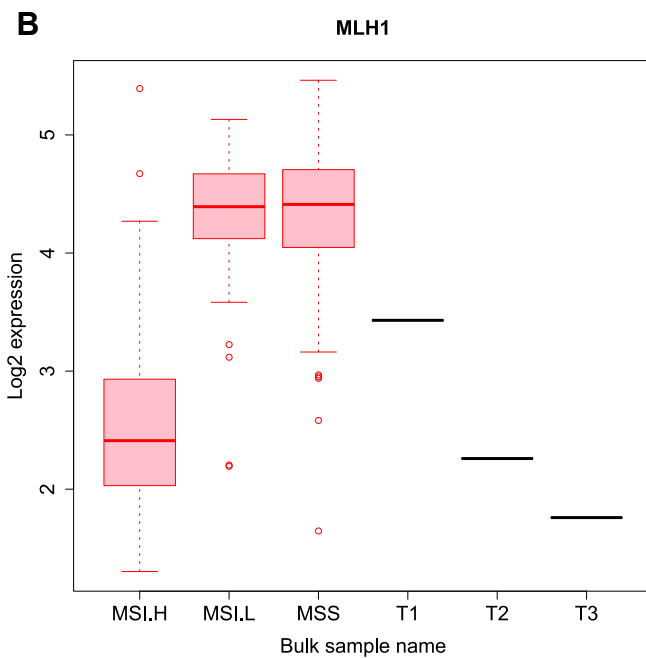 B
MLH1
Log2 expression
5
4
3
2
MSI.H MSI.L MSS T1 T2 T3
Bulk sample name